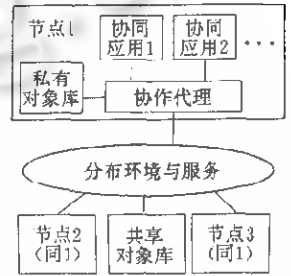 节点1
协同
应用1
协同
应用2
...
私有
对象库
协作代理
分布环境与服务
节点2
(同1)
共享
对象库
节点3
(同1)